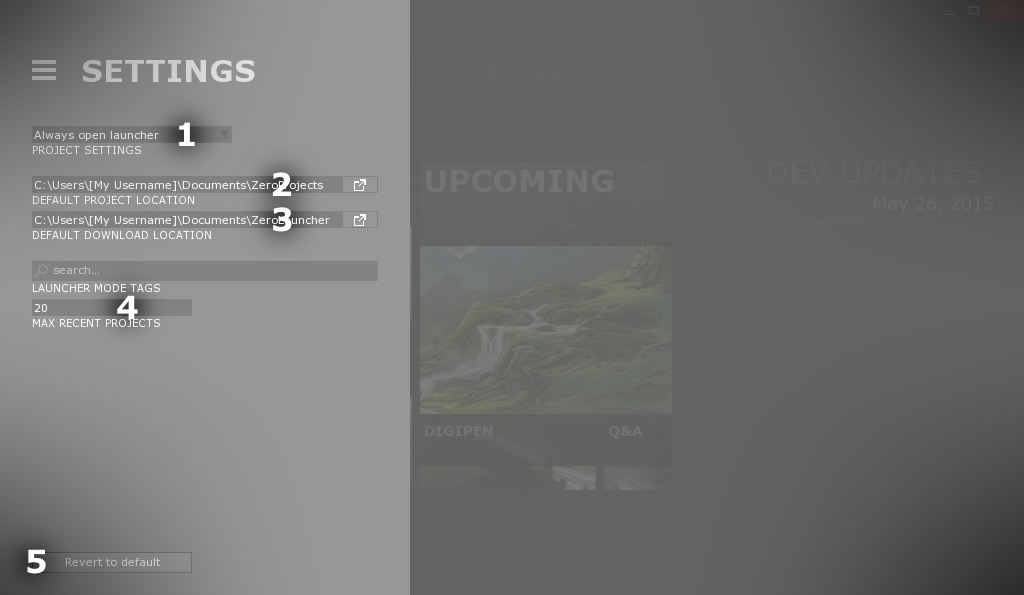 SETTINGS
TS BUILDS
Always open launcher
1
PROJECT SETTINGS
C:\Users\[My Username]\Documents\ZeroProjects
2
DEFAULT PROJECT LOCATION
C:\Users\[My Username]\Documents\ZeroLauncher
3
DEFAULT DOWNLOAD LOCATION
search...
LAUNCHER MODE TAGS
20
4
MAX RECENT PROJECTS
5
Revert to default
UPCOMING
DIGIPEN
Q&A
DEV UPDATES
May 26, 2015